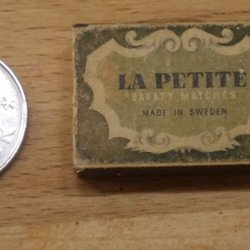 LA PETITE
SAFETY MATCHES
MADE IN SWEDEN